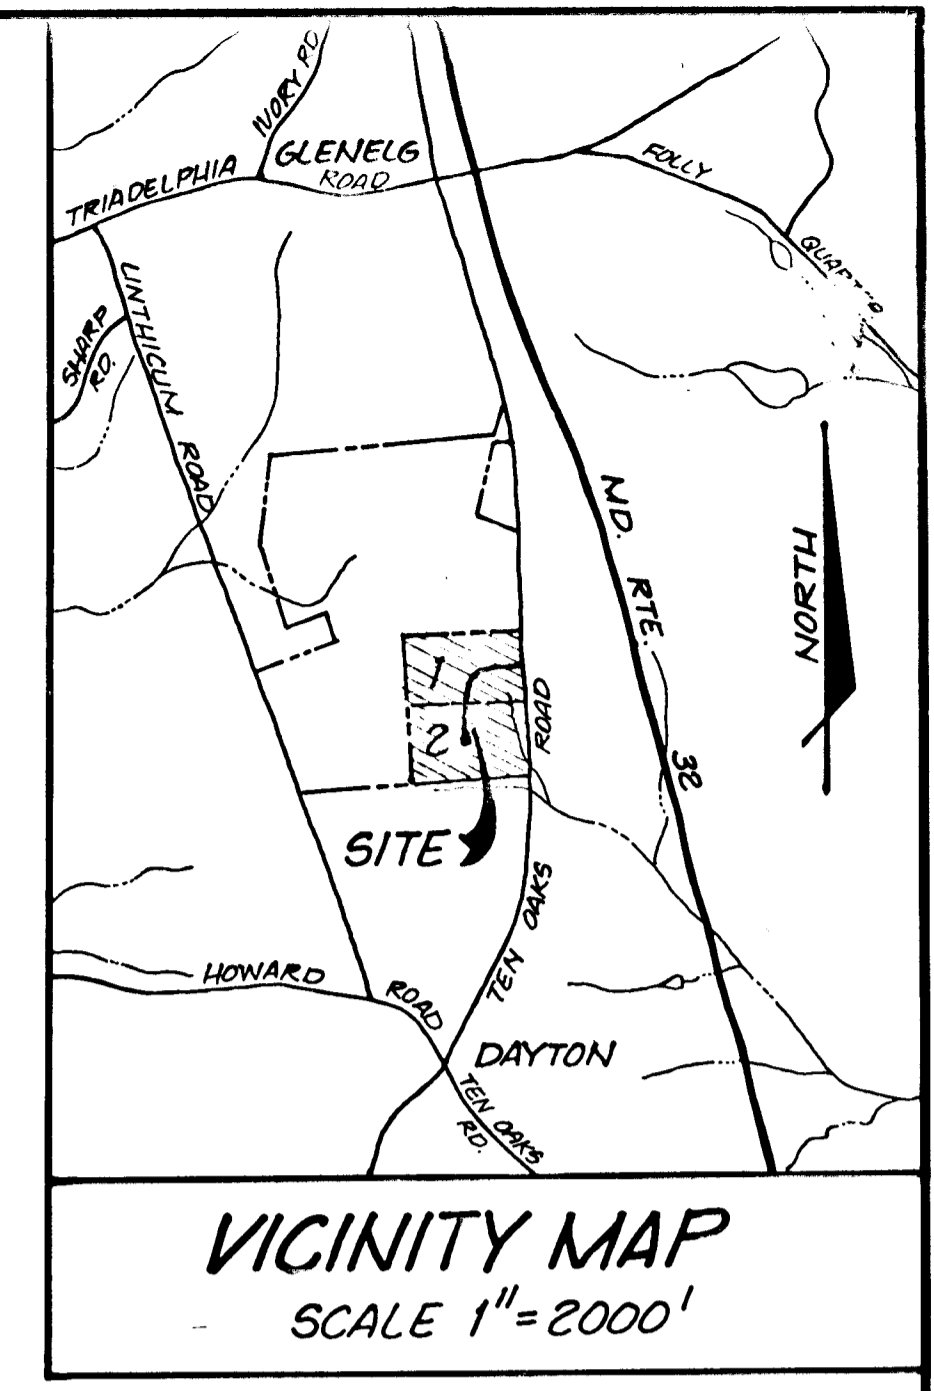 IVORY RD
GLENELG
TRIADELPHIA ROAD
FOLLY
SHARP
RD.
LINTHICUM ROAD
MD. RTE. 32
NORTH
1
2
ROAD
SITE
TEN OAKS
HOWARD ROAD
DAYTON
TEN OAKS
RD.
VICINITY MAP
SCALE 1"=2000'